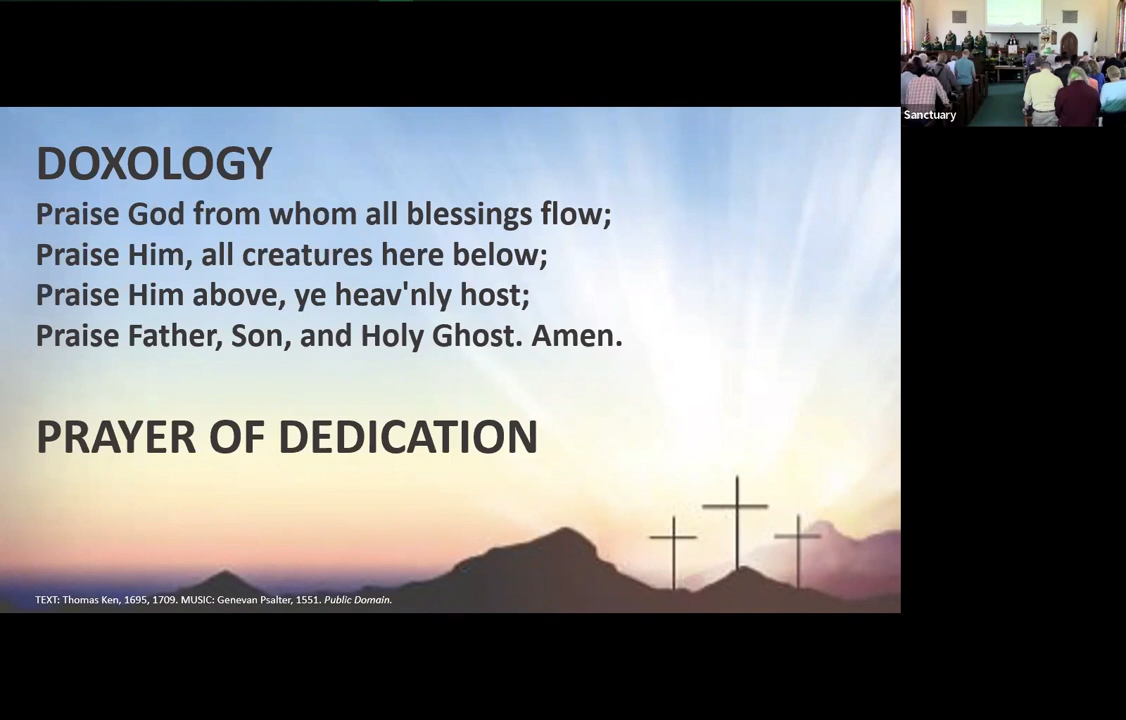 DOXOLOGY
Praise God from whom all blessings flow;
Praise Him, all creatures here below;
Praise Him above, ye heav'nly host;
Praise Father, Son, and Holy Ghost. Amen.
PRAYER OF DEDICATION
TEXT: Thomas Ken, 1695, 1709. MUSIC: Genevan Psalter, 1551. Public Domain.
Sanctuary